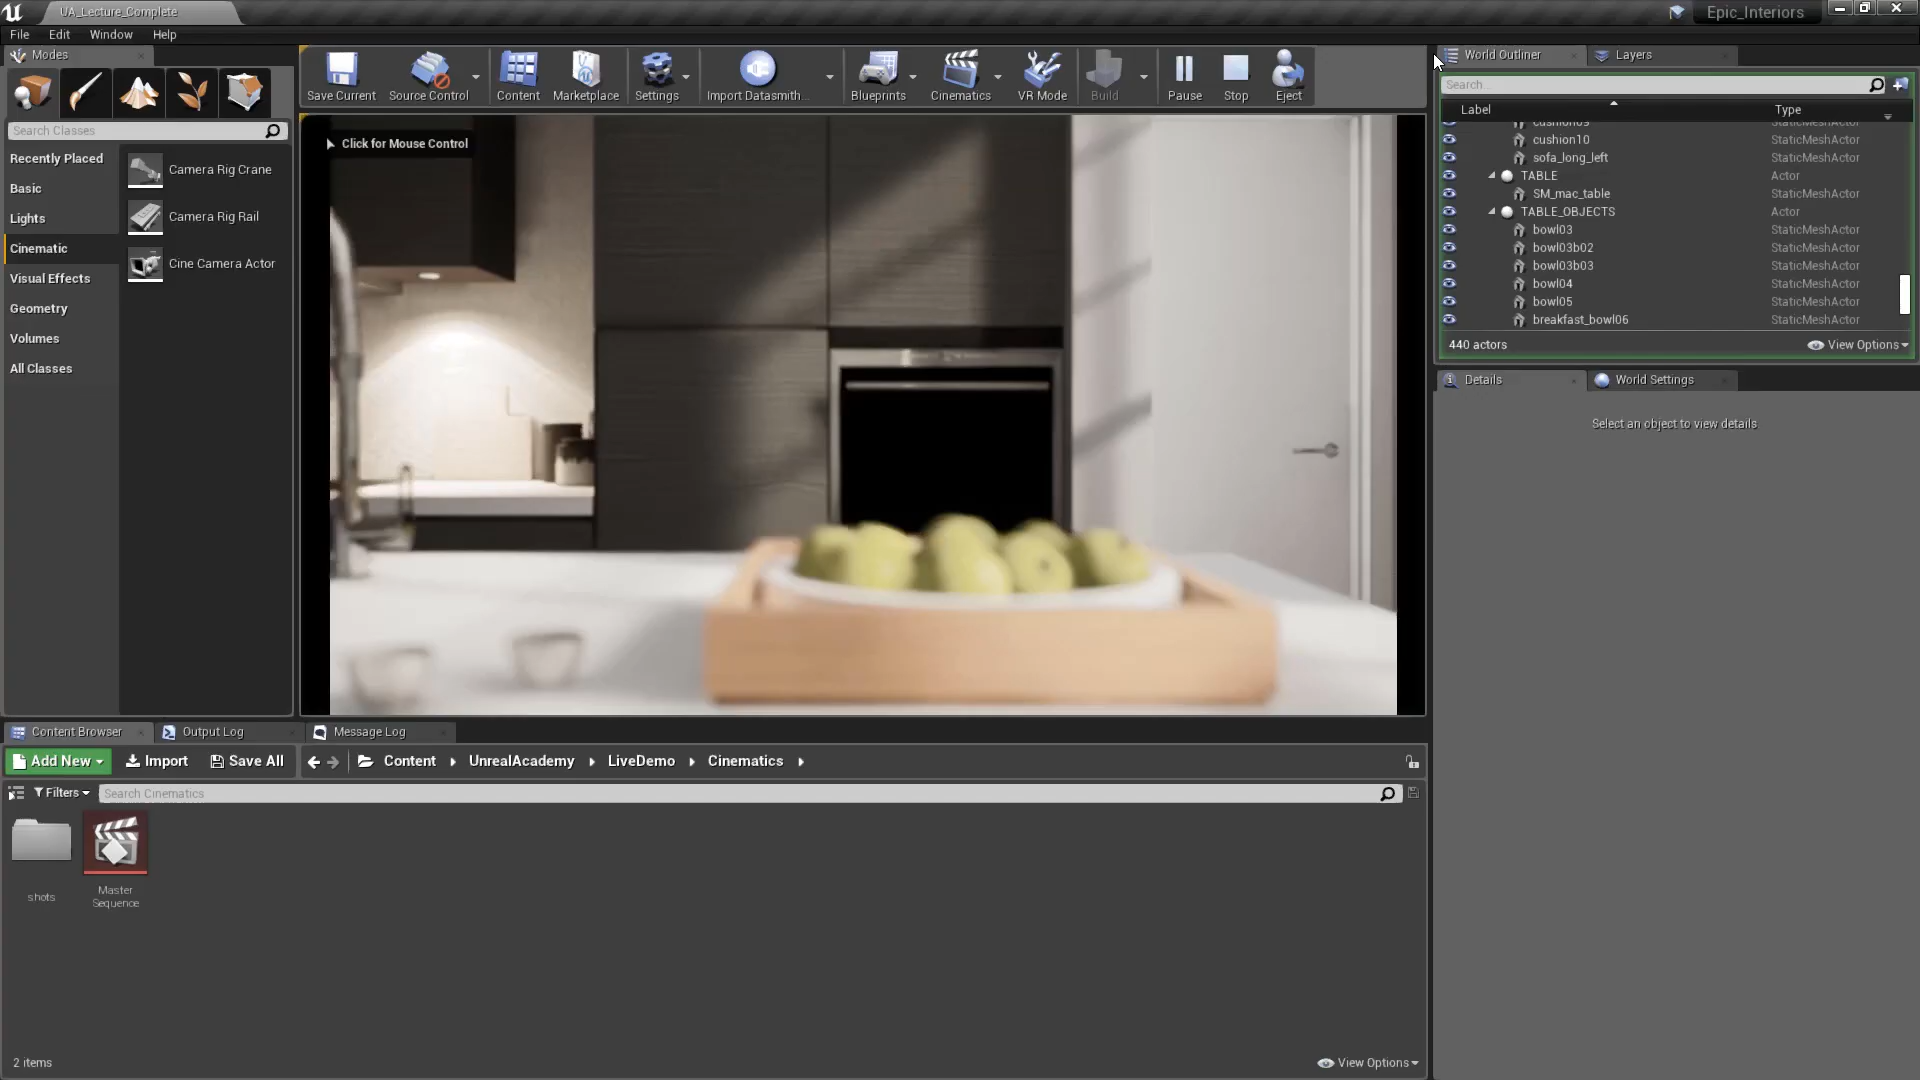 UA_Lecture_Complete
Epic_Interiors
File Edit Window Help
Modes
Save Current Source Control Content Marketplace Settings Import Datasmith... Blueprints Cinematics VR Mode Build Pause Stop Eject
Search Classes
Recently Placed
Basic
Lights
Cinematic
Visual Effects
Geometry
Volumes
All Classes
Camera Rig Crane
Camera Rig Rail
Cine Camera Actor
Click for Mouse Control
World Outliner Layers
Search...
Label Type
cushion09 StaticMeshActor
cushion10 StaticMeshActor
sofa_long_left StaticMeshActor
TABLE Actor
SM_mac_table StaticMeshActor
TABLE_OBJECTS Actor
bowl03 StaticMeshActor
bowl03b02 StaticMeshActor
bowl03b03 StaticMeshActor
bowl04 StaticMeshActor
bowl05 StaticMeshActor
breakfast_bowl06 StaticMeshActor
440 actors View Options
Details World Settings
Select an object to view details
Content Browser Output Log Message Log
Add New Import Save All Content UnrealAcademy LiveDemo Cinematics
Filters Search Cinematics
shots
Master
Sequence
2 items View Options